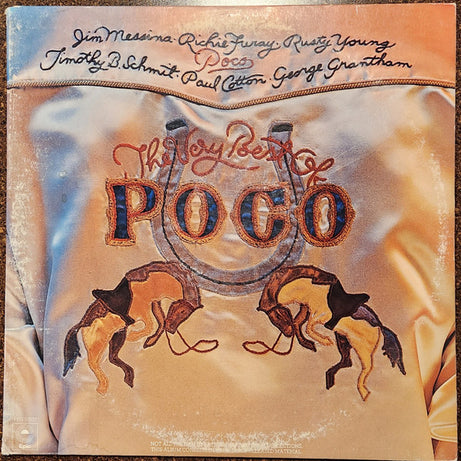 Jim Messina · Richie Furay · Rusty Young
Poco
Timothy B Schmit · Paul Cotton · George Grantham
The Very Best Of
POCO